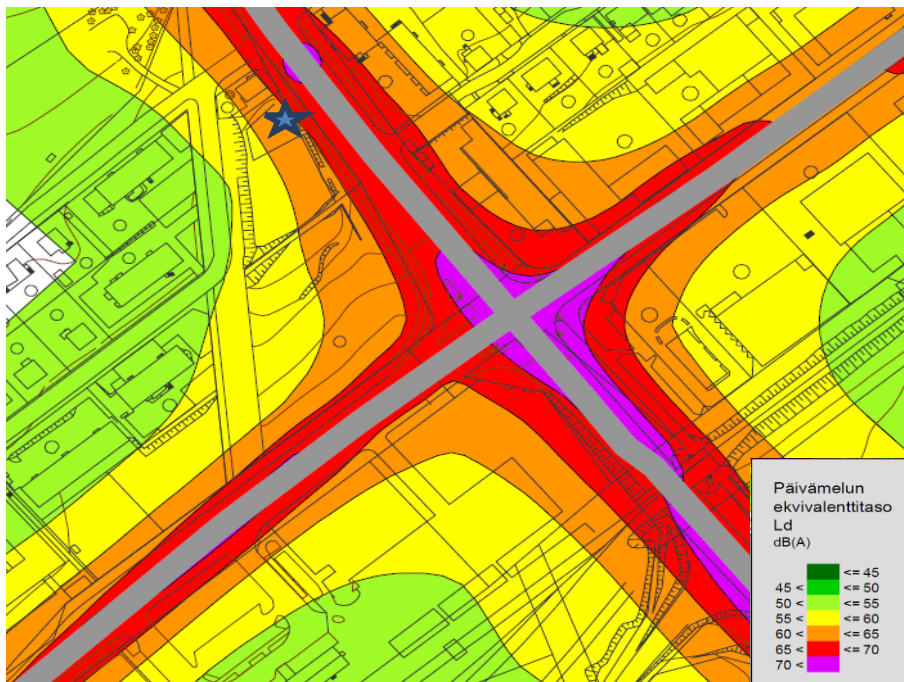 Päivämelun
ekvivalenttitaso
Ld
dB(A)
<= 45
45 < <= 50
50 < <= 55
55 < <= 60
60 < <= 65
65 < <= 70
70 <